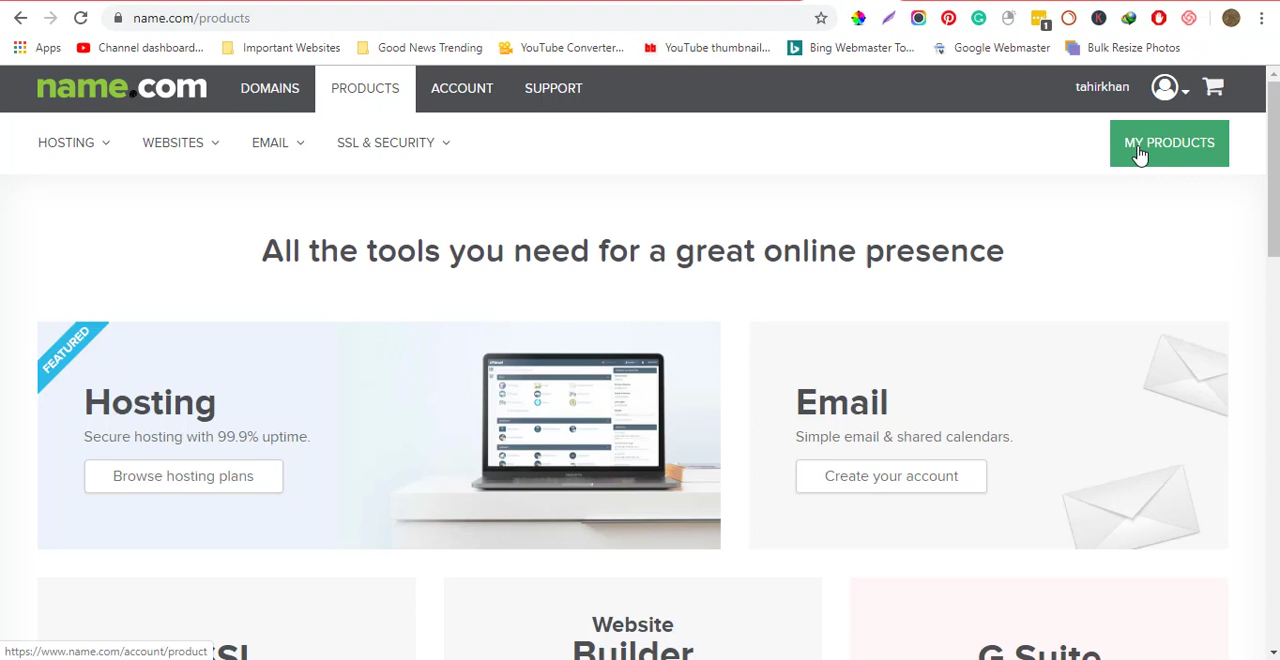 name.com/products
1
Apps
Channel dashboard...
Important Websites
Good News Trending
YouTube Converter...
YouTube thumbnail...
Bing Webmaster To...
Google Webmaster
Bulk Resize Photos
name.com
DOMAINS
PRODUCTS
ACCOUNT
SUPPORT
tahirkhan
HOSTING
WEBSITES
EMAIL
SSL & SECURITY
MY PRODUCTS
All the tools you need for a great online presence
FEATURED
Hosting
Secure hosting with 99.9% uptime.
Browse hosting plans
Email
Simple email & shared calendars.
Create your account
Website
Builder
G Suite
https://www.name.com/account/product